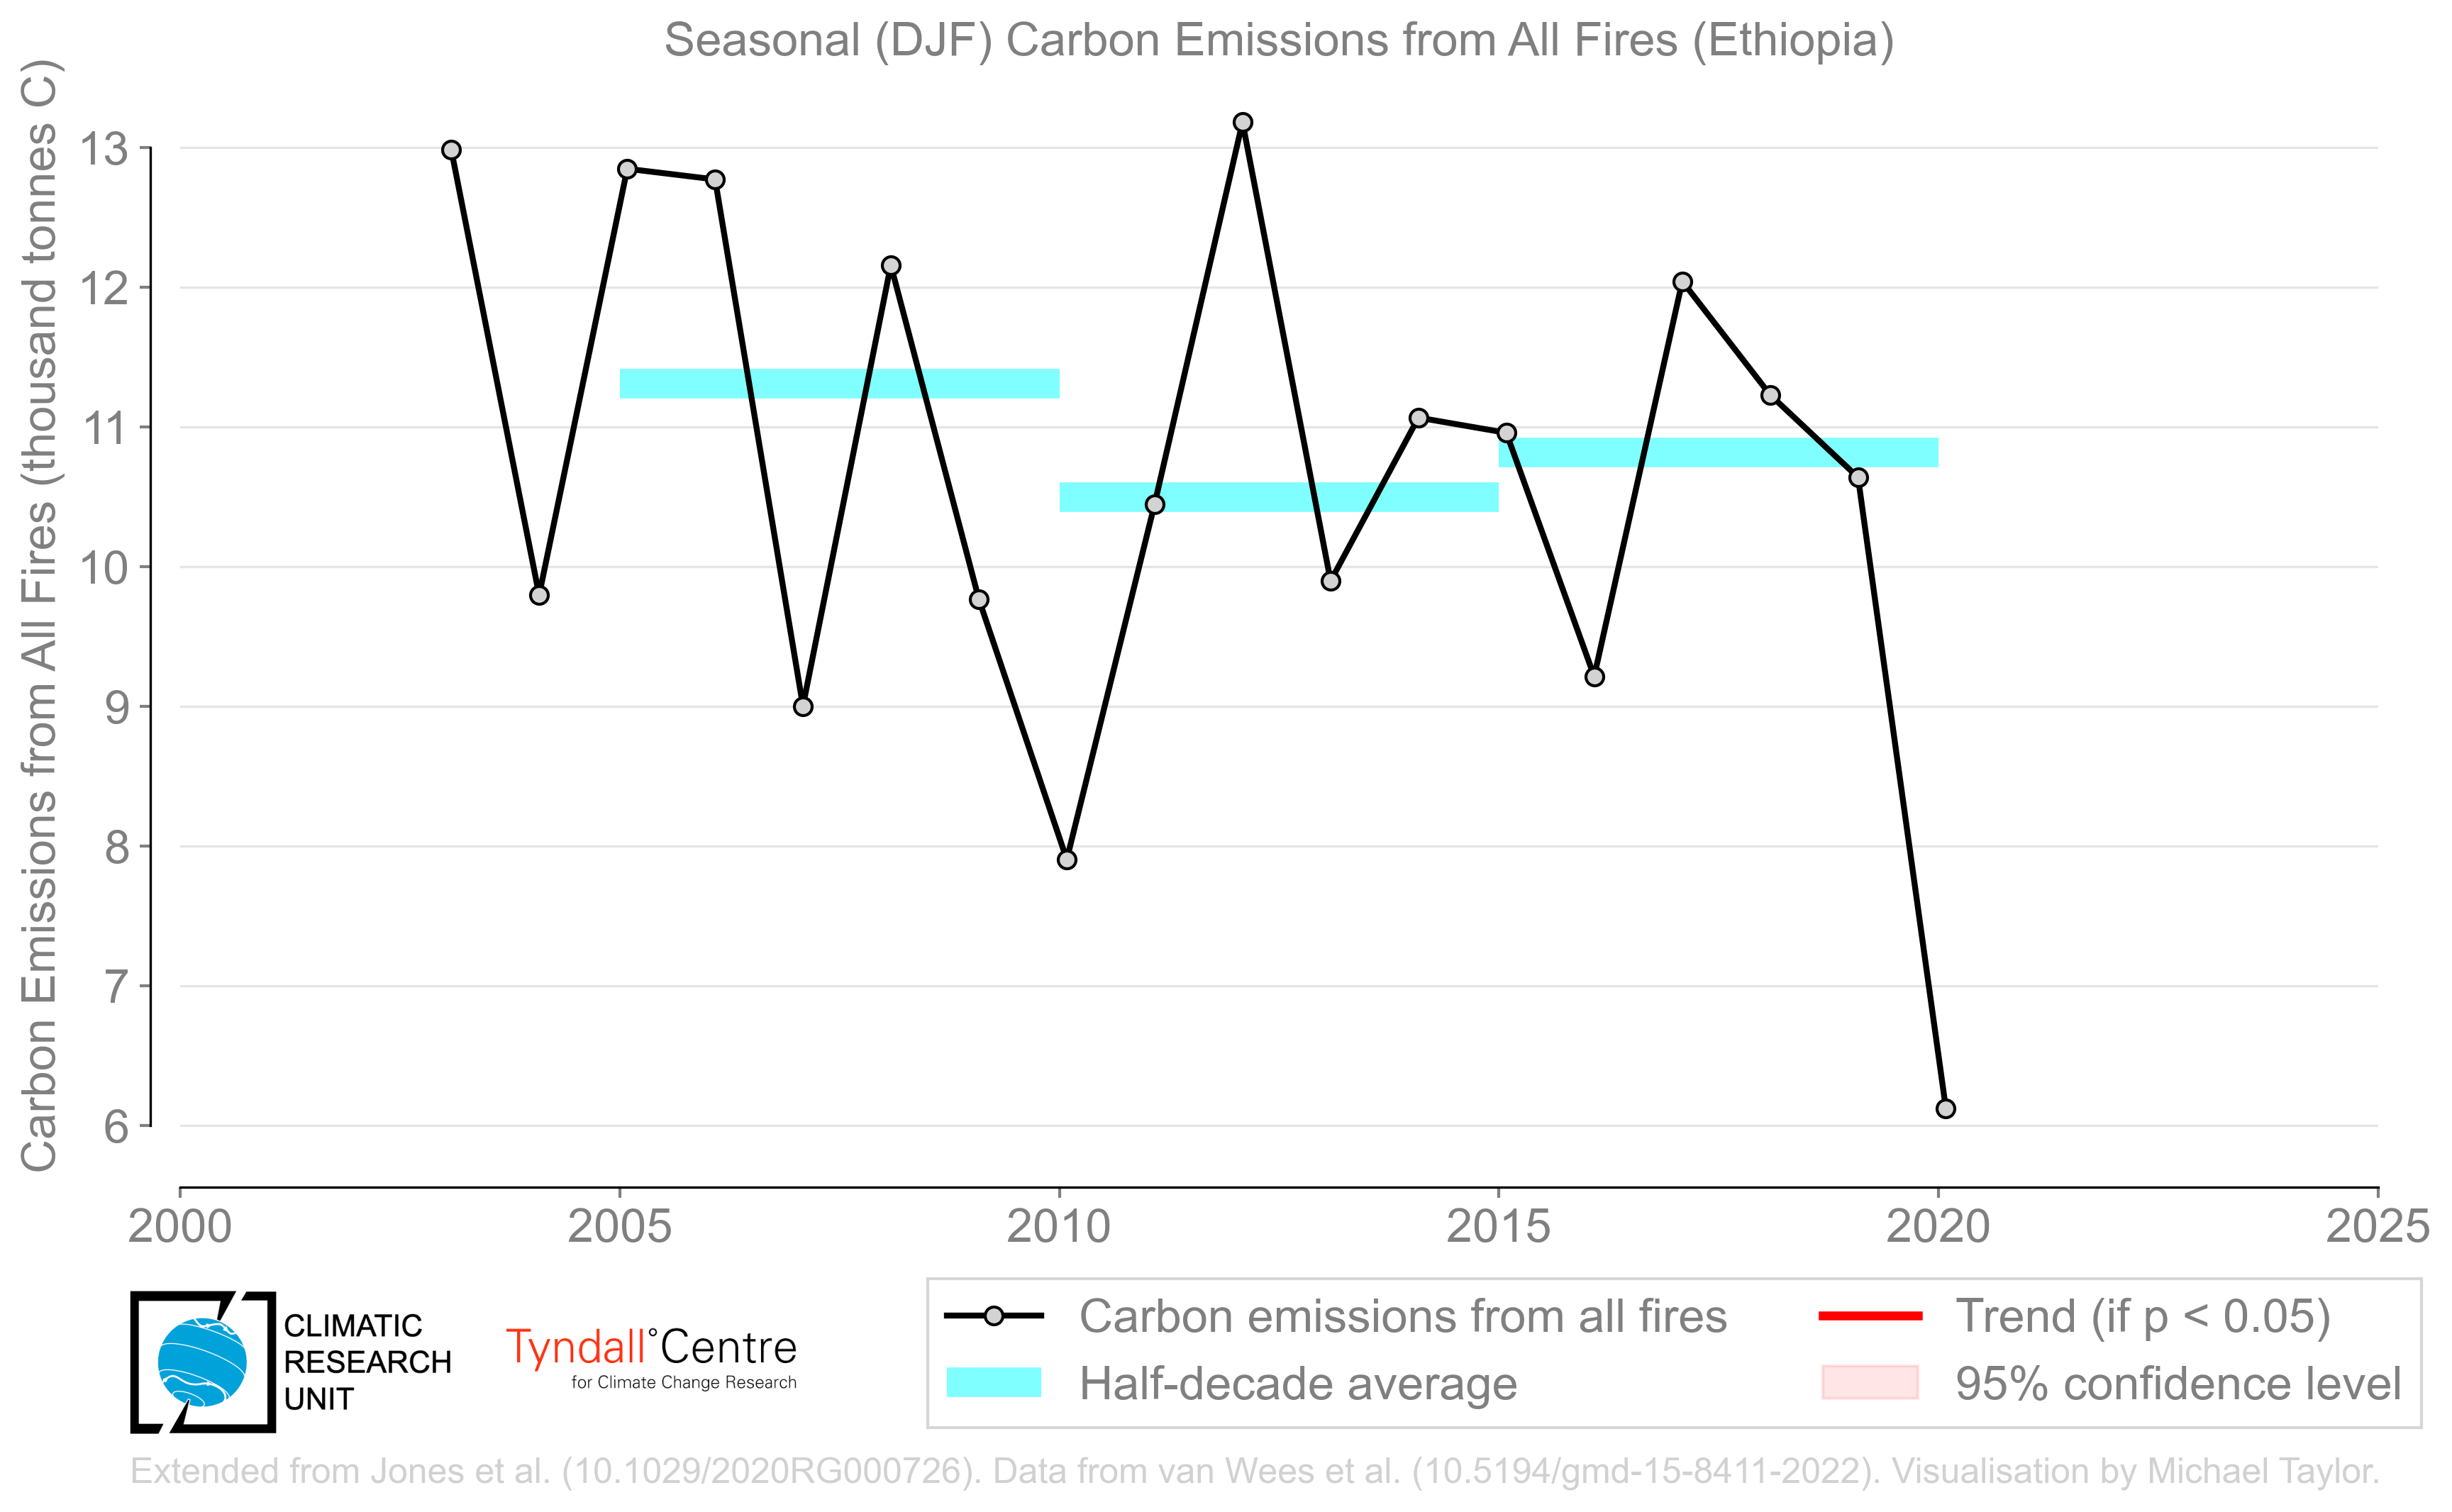 Seasonal (DJF) Carbon Emissions from All Fires (Ethiopia)
Carbon Emissions from All Fires (thousand tonnes C)
13
12
11
10
9
8
7
6
2000 2005 2010 2015 2020 2025
CLIMATIC
RESEARCH
UNIT
Tyndall°Centre
for Climate Change Research
Carbon emissions from all fires
Half-decade average
Trend (if p < 0.05)
95% confidence level
Extended from Jones et al. (10.1029/2020RG000726). Data from van Wees et al. (10.5194/gmd-15-8411-2022). Visualisation by Michael Taylor.